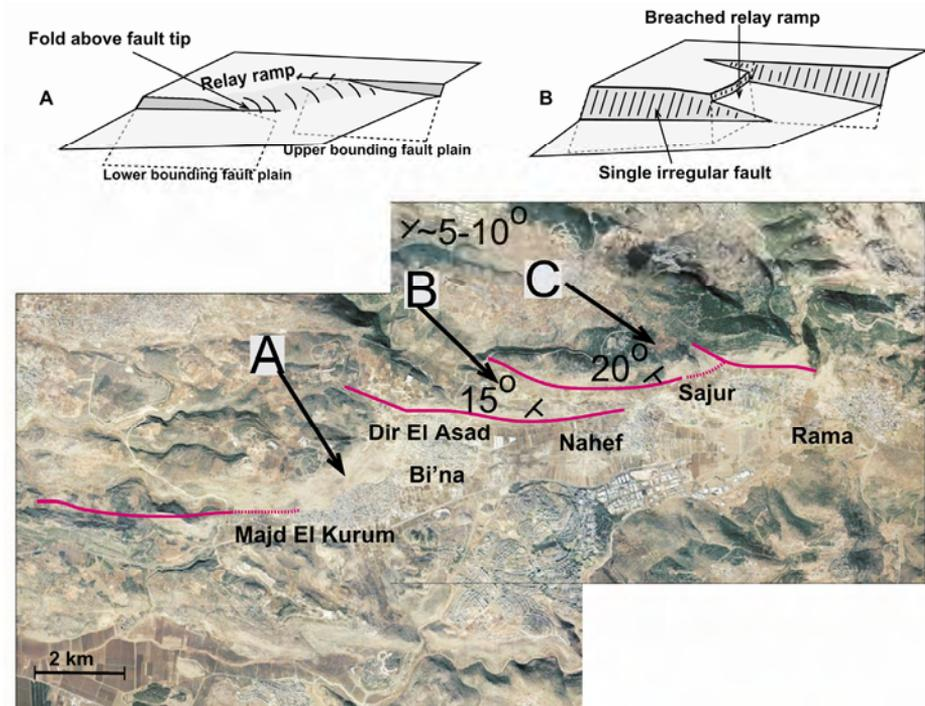 Breached relay ramp
Fold above fault tip
Relay ramp
A
B
Upper bounding fault plain
Lower bounding fault plain
Single irregular fault
~5-10°
B
C
A
20°
15°
Sajur
Dir El Asad
Nahef
Rama
Bi'na
Majd El Kurum
2 km